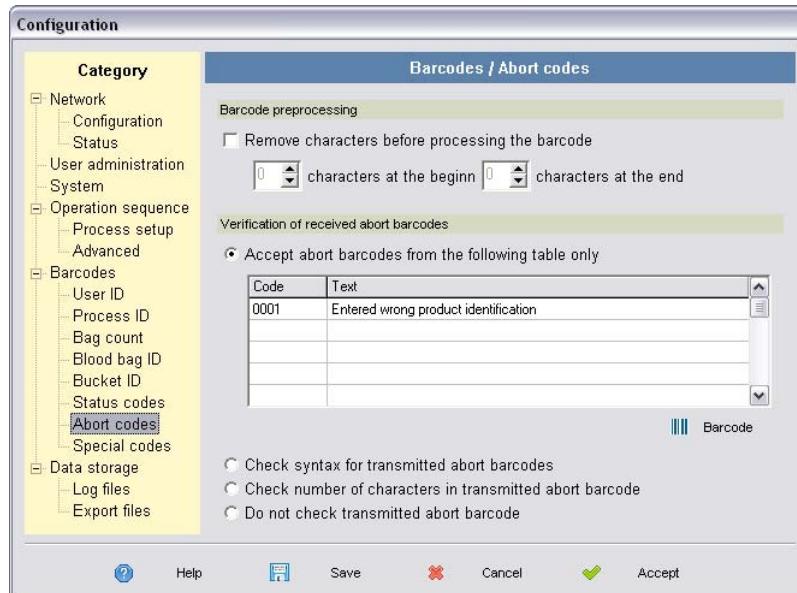 Configuration
Category
Network
Configuration
Status
User administration
System
Operation sequence
Process setup
Advanced
Barcodes
User ID
Process ID
Bag count
Blood bag ID
Bucket ID
Status codes
Abort codes
Special codes
Data storage
Log files
Export files
Barcodes / Abort codes
Barcode preprocessing
Remove characters before processing the barcode
0 characters at the beginn 0 characters at the end
Verification of received abort barcodes
Accept abort barcodes from the following table only
Code Text
0001 Entered wrong product identification
Barcode
Check syntax for transmitted abort barcodes
Check number of characters in transmitted abort barcode
Do not check transmitted abort barcode
Help Save Cancel Accept